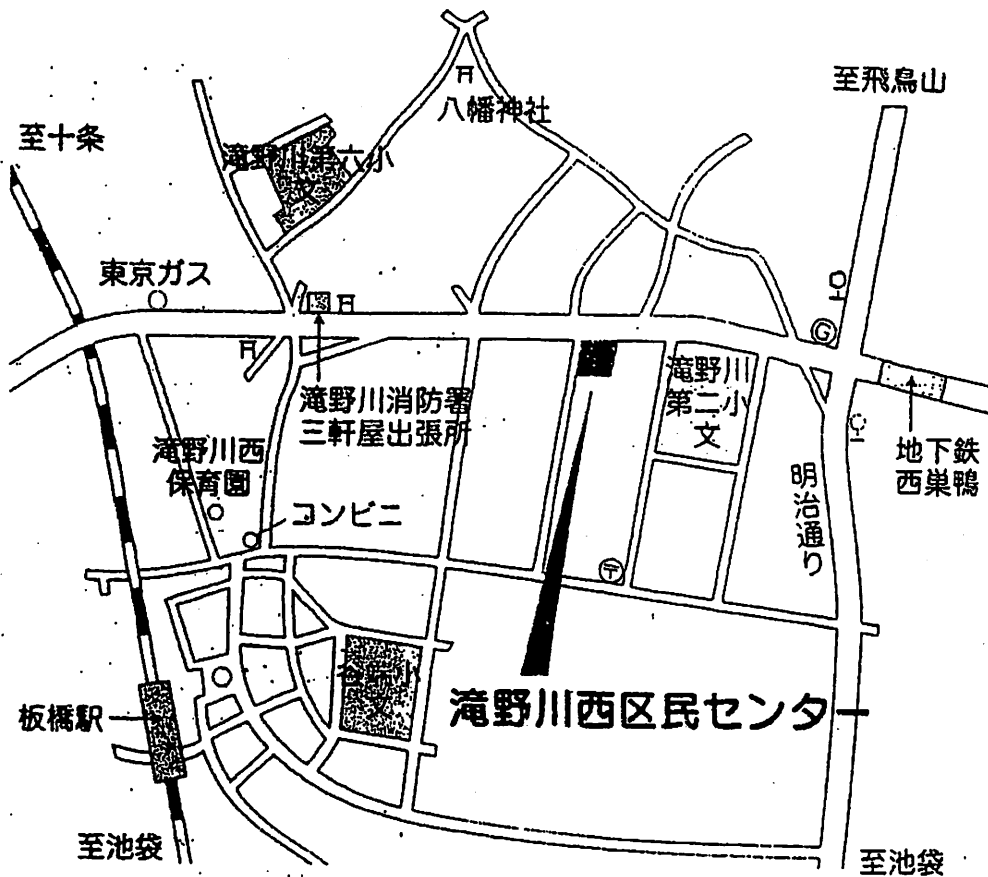 至飛鳥山
八幡神社
至十条
滝野川第六小
文
東京ガス
G
滝野川消防署
三軒屋出張所
滝野川
第二小
文
滝野川西
保育園
地下鉄
西巣鴨
コンビニ
明治通り
〒
文
滝野川西区民センター
板橋駅
至池袋
至池袋